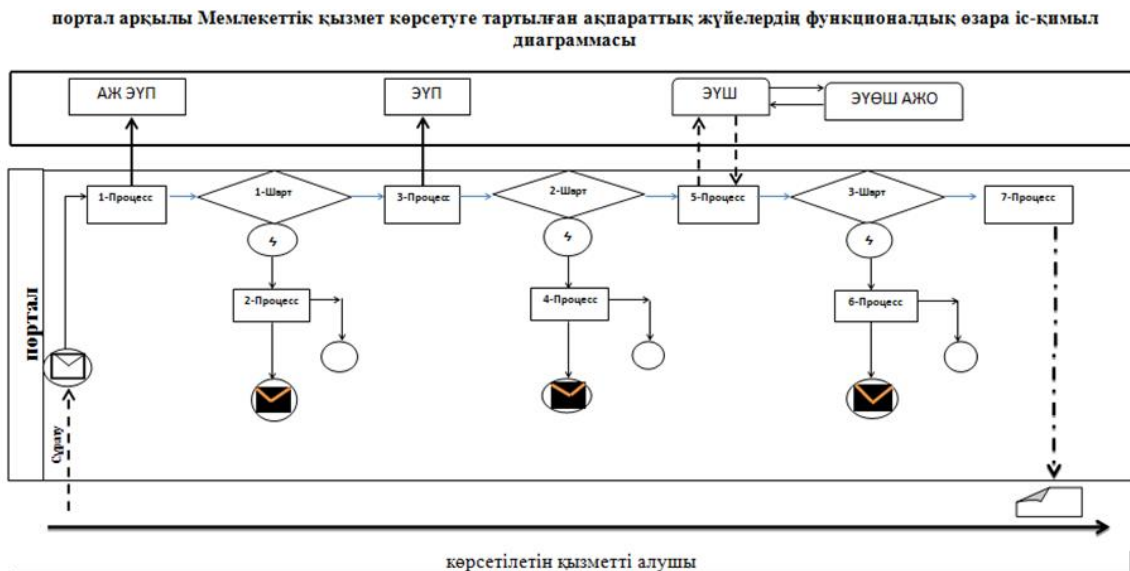 портал арқылы Мемлекеттік қызмет көрсетуге тартылған ақпараттық жүйелердің функционалдық өзара іс-қимыл
диаграммасы
АЖ ЭҮП
ЭҮП
ЭҮШ
ЭҮӨШ АЖО
1-Процесс
1-Шарт
3-Процесс
2-Шарт
5-Процесс
3-Шарт
7-Процесс
2-Процесс
4-Процесс
6-Процесс
портал
Сұрату
көрсетілетін қызметті алушы